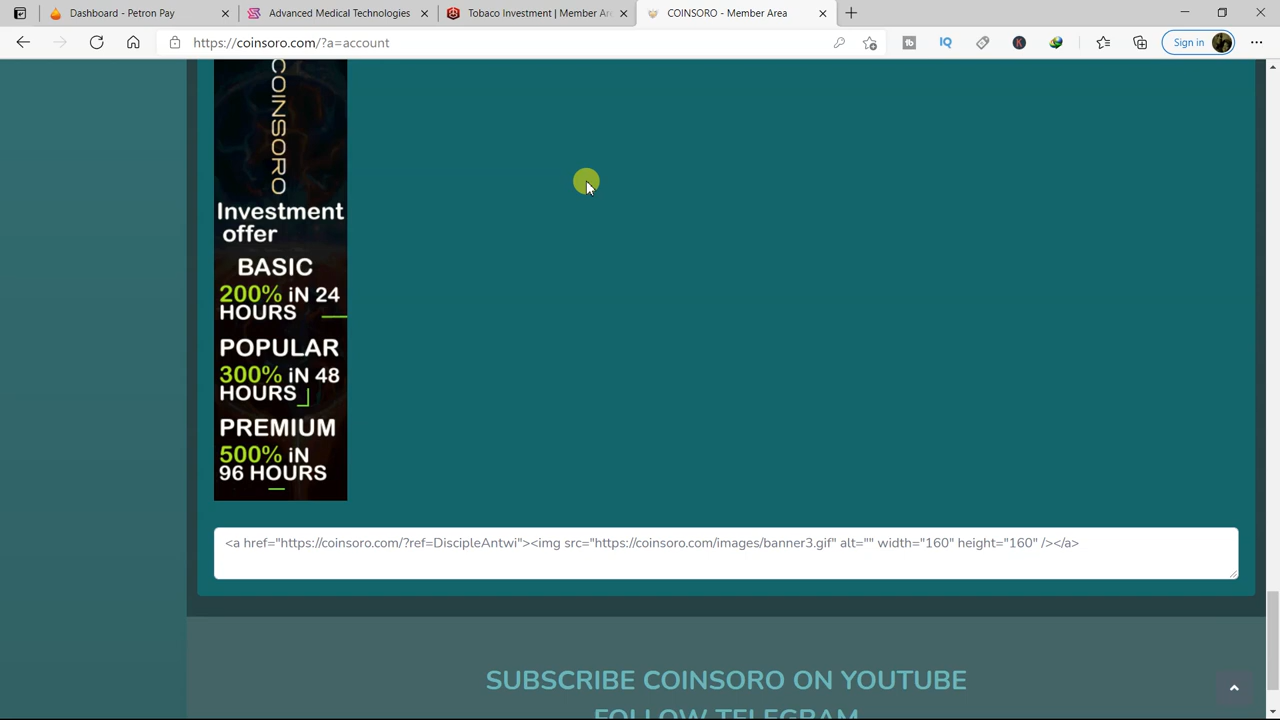 Dashboard - Petron Pay
Advanced Medical Technologies
Tobaco Investment | Member Are
COINSORO - Member Area
https://coinsoro.com/?a=account
IQ
K
Sign in
COINSORO
Investment
offer
BASIC
200% iN 24
HOURS
POPULAR
300% iN 48
HOURS
PREMIUM
500% iN
96 HOURS
<a href="https://coinsoro.com/?ref=DiscipleAntwi"><img src="https://coinsoro.com/images/banner3.gif" alt="" width="160" height="160" /></a>
SUBSCRIBE COINSORO ON YOUTUBE
FOLLOW TELEGRAM